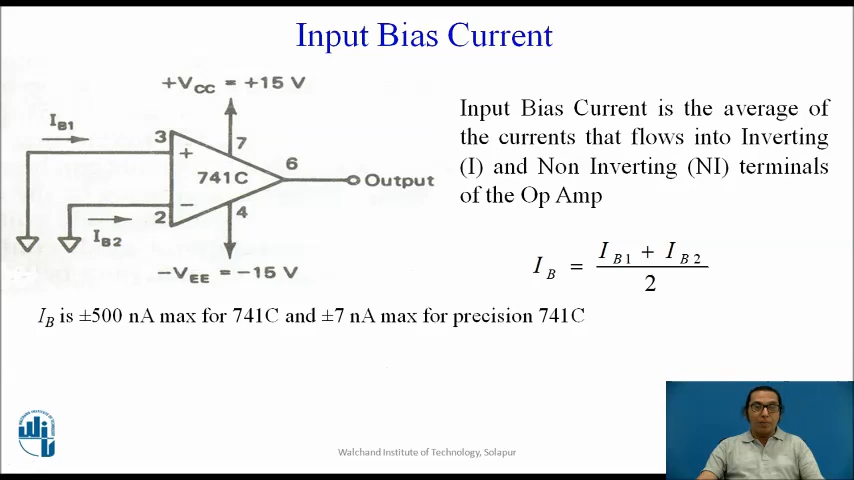 Input Bias Current
+VCC = +15 V
IB1
3
7
+
741C
6
Output
−
2
4
IB2
−VEE = −15 V
Input Bias Current is the average of
the currents that flows into Inverting
(I) and Non Inverting (NI) terminals
of the Op Amp
I B = I B 1 + I B 2 / 2
IB is ±500 nA max for 741C and ±7 nA max for precision 741C
Walchand Institute of Technology, Solapur